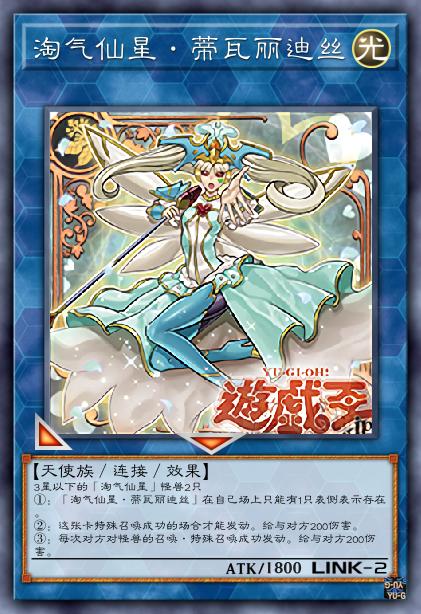 淘气仙星・蒂瓦丽迪丝
光
YU-GI-OH!
遊戯王
.jp
【天使族／连接／效果】
3星以下的「淘气仙星」怪兽2只
①：「淘气仙星・蒂瓦丽迪丝」在自己场上只能有1只表侧表示存在
。
②：这张卡特殊召唤成功的场合才能发动。给与对方200伤害。
③：每次对方对怪兽的召唤・特殊召唤成功发动。给与对方200伤
害。
ATK/1800 LINK-2